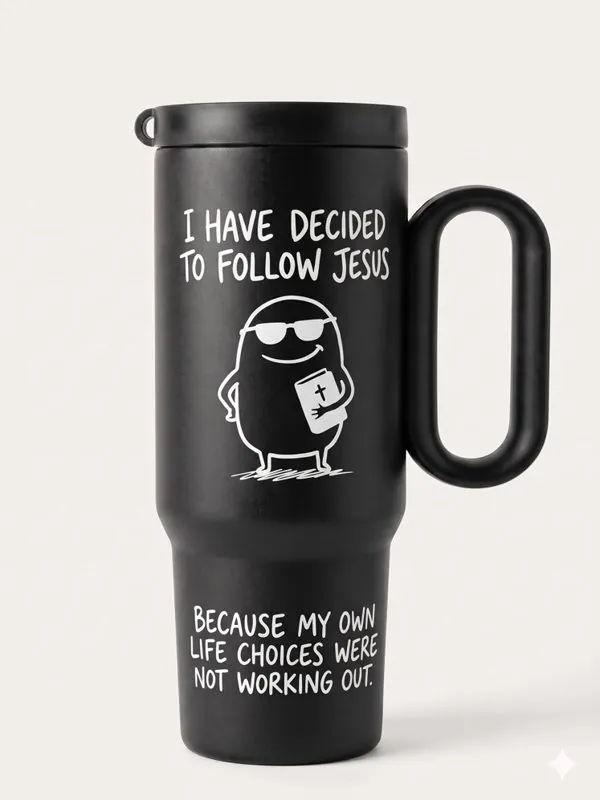 I HAVE DECIDED
TO FOLLOW JESUS
BECAUSE MY OWN
LIFE CHOICES WERE
NOT WORKING OUT.